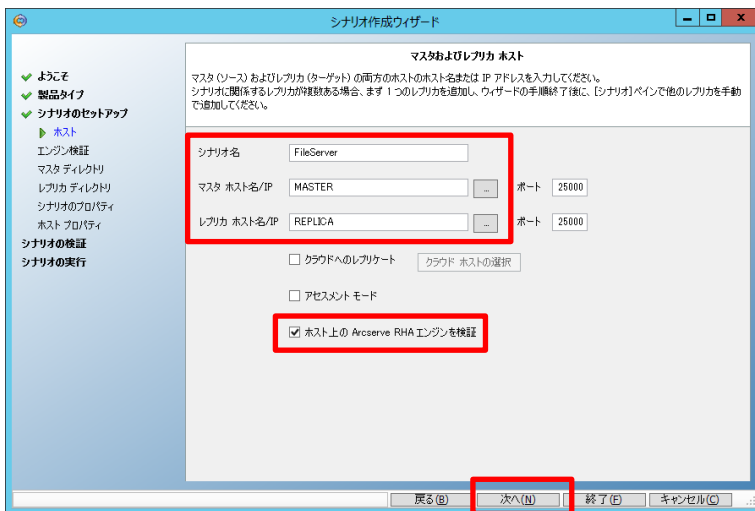 シナリオ作成ウィザード
ようこそ
製品タイプ
シナリオのセットアップ
ホスト
エンジン検証
マスタ ディレクトリ
レプリカ ディレクトリ
シナリオのプロパティ
ホスト プロパティ
シナリオの検証
シナリオの実行
マスタおよびレプリカ ホスト
マスタ (ソース) およびレプリカ (ターゲット) の両方のホストのホスト名または IP アドレスを入力してください。
シナリオに関係するレプリカが複数ある場合、まず 1 つのレプリカを追加し、ウィザードの手順終了後に、[シナリオ] ペインで他のレプリカを手動
で追加してください。
シナリオ名 FileServer
マスタ ホスト名/IP MASTER ... ポート 25000
レプリカ ホスト名/IP REPLICA ... ポート 25000
クラウドへのレプリケート クラウド ホストの選択
アセスメント モード
ホスト上の Arcserve RHA エンジンを検証
戻る(B) 次へ(N) 終了(F) キャンセル(C)